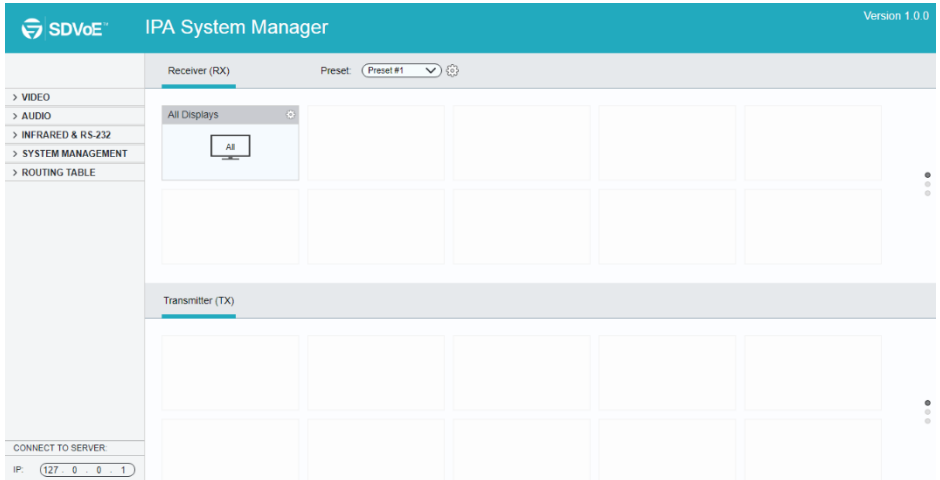 SDVoE™
IPA System Manager
Version 1.0.0
Receiver (RX)
Preset:
Preset #1
> VIDEO
> AUDIO
> INFRARED & RS-232
> SYSTEM MANAGEMENT
> ROUTING TABLE
All Displays
All
Transmitter (TX)
CONNECT TO SERVER:
IP: 127 . 0 . 0 . 1